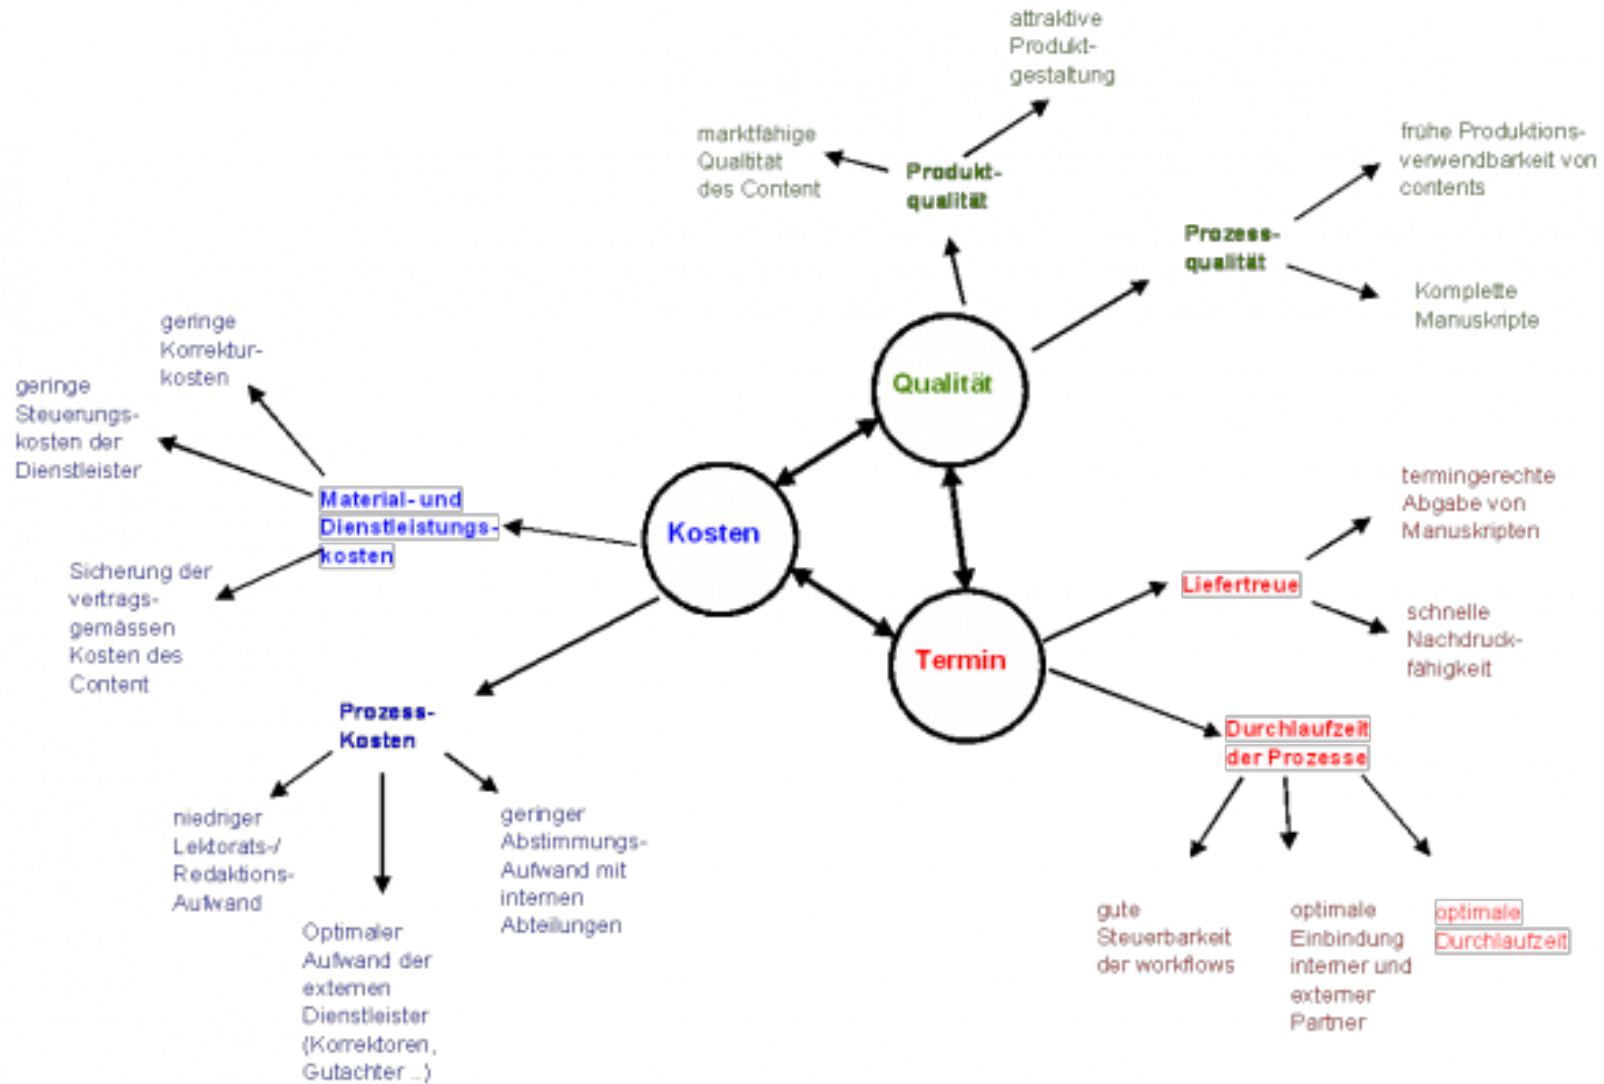 attraktive
Produkt-
gestaltung
marktfähige
Qualtität
des Content
Produkt-
qualität
frühe Produktions-
verwendbarkeit von
contents
Prozess-
qualität
Komplette
Manuskripte
Qualität
geringe
Korrektur-
kosten
geringe
Steuerungs-
kosten der
Dienstleister
Material-und
Dienstleistungs-
kosten
Kosten
Sicherung der
vertrags-
gemässen
Kosten des
Content
termingerechte
Abgabe von
Manuskripten
Liefertreue
schnelle
Nachdruck-
fähigkeit
Termin
Durchlaufzeit
der Prozesse
Prozess-
Kosten
niedriger
Lektorats-/
Redaktions-
Aufwand
Optimaler
Aufwand der
externen
Dienstleister
(Korrektoren,
Gutachter ..)
geringer
Abstimmungs-
Aufwand mit
internen
Abteilungen
gute
Steuerbarkeit
der workflows
optimale
Einbindung
interner und
externer
Partner
optimale
Durchlaufzeit